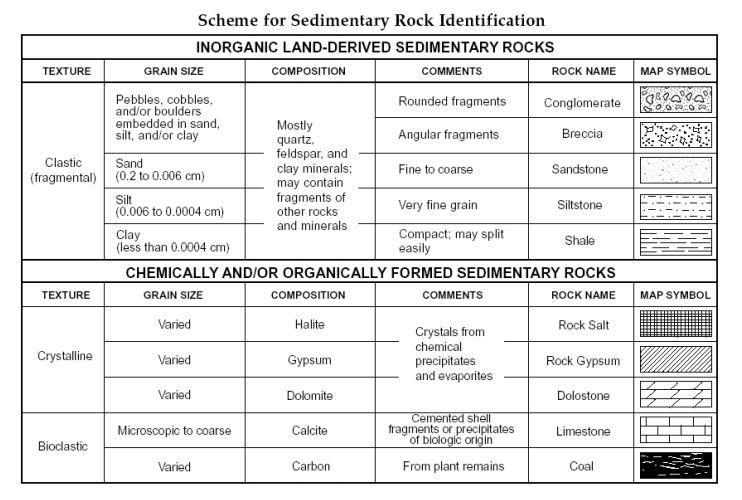 Scheme for Sedimentary Rock Identification
INORGANIC LAND-DERIVED SEDIMENTARY ROCKS
TEXTURE GRAIN SIZE COMPOSITION COMMENTS ROCK NAME MAP SYMBOL
Clastic
(fragmental)
Pebbles, cobbles,
and/or boulders
embedded in sand,
silt, and/or clay
Mostly
quartz,
feldspar, and
clay minerals;
may contain
fragments of
other rocks
and minerals
Rounded fragments Conglomerate
Angular fragments Breccia
Sand
(0.2 to 0.006 cm)
Fine to coarse Sandstone
Silt
(0.006 to 0.0004 cm)
Very fine grain Siltstone
Clay
(less than 0.0004 cm)
Compact; may split
easily
Shale
CHEMICALLY AND/OR ORGANICALLY FORMED SEDIMENTARY ROCKS
TEXTURE GRAIN SIZE COMPOSITION COMMENTS ROCK NAME MAP SYMBOL
Crystalline
Varied Halite
Crystals from
chemical
precipitates
and evaporites
Rock Salt
Varied Gypsum Rock Gypsum
Varied Dolomite Dolostone
Bioclastic
Microscopic to coarse Calcite
Cemented shell
fragments or precipitates
of biologic origin
Limestone
Varied Carbon From plant remains Coal